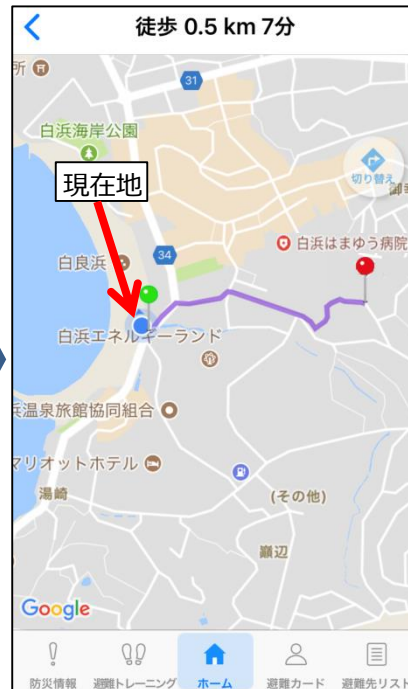 徒歩 0.5 km 7分
所
31
白浜海岸公園
現在地
切り替え
御幸
白浜はまゆう病院
白良浜
34
白浜エネルギーランド
浜温泉旅館協同組合
マリオットホテル
湯崎
(その他)
巓辺
Google
防災情報
避難トレーニング
ホーム
避難カード
避難先リスト